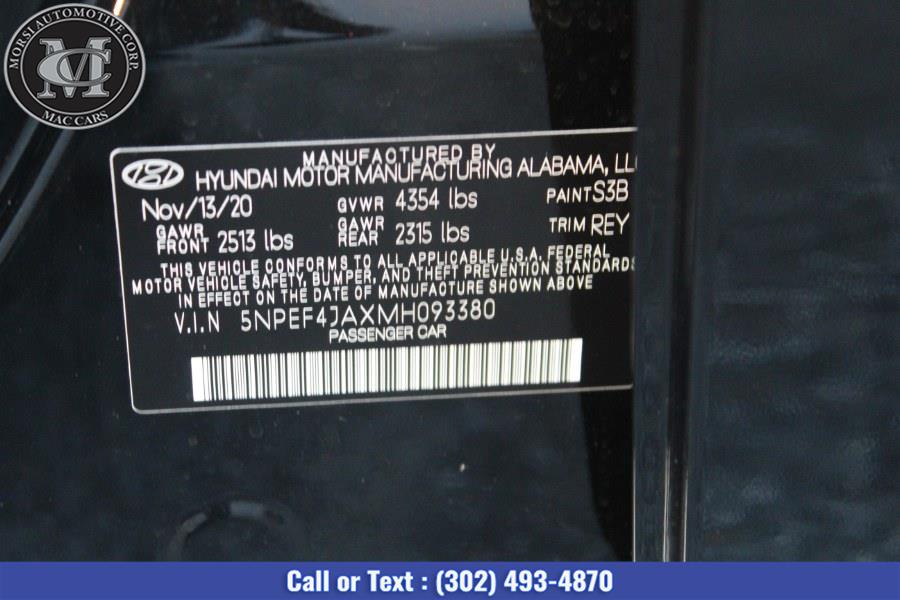 MORSI AUTOMOTIVE CORP.
MC
MAC CARS
MANUFACTURED BY
HYUNDAI MOTOR MANUFACTURING ALABAMA, LLC
Nov/13/20 GVWR 4354 lbs PAINT S3B
GAWR FRONT 2513 lbs GAWR REAR 2315 lbs TRIM REY
THIS VEHICLE CONFORMS TO ALL APPLICABLE U.S.A. FEDERAL
MOTOR VEHICLE SAFETY, BUMPER, AND THEFT PREVENTION STANDARDS
IN EFFECT ON THE DATE OF MANUFACTURE SHOWN ABOVE
V.I.N 5NPEF4JAXMH093380
PASSENGER CAR
Call or Text : (302) 493-4870